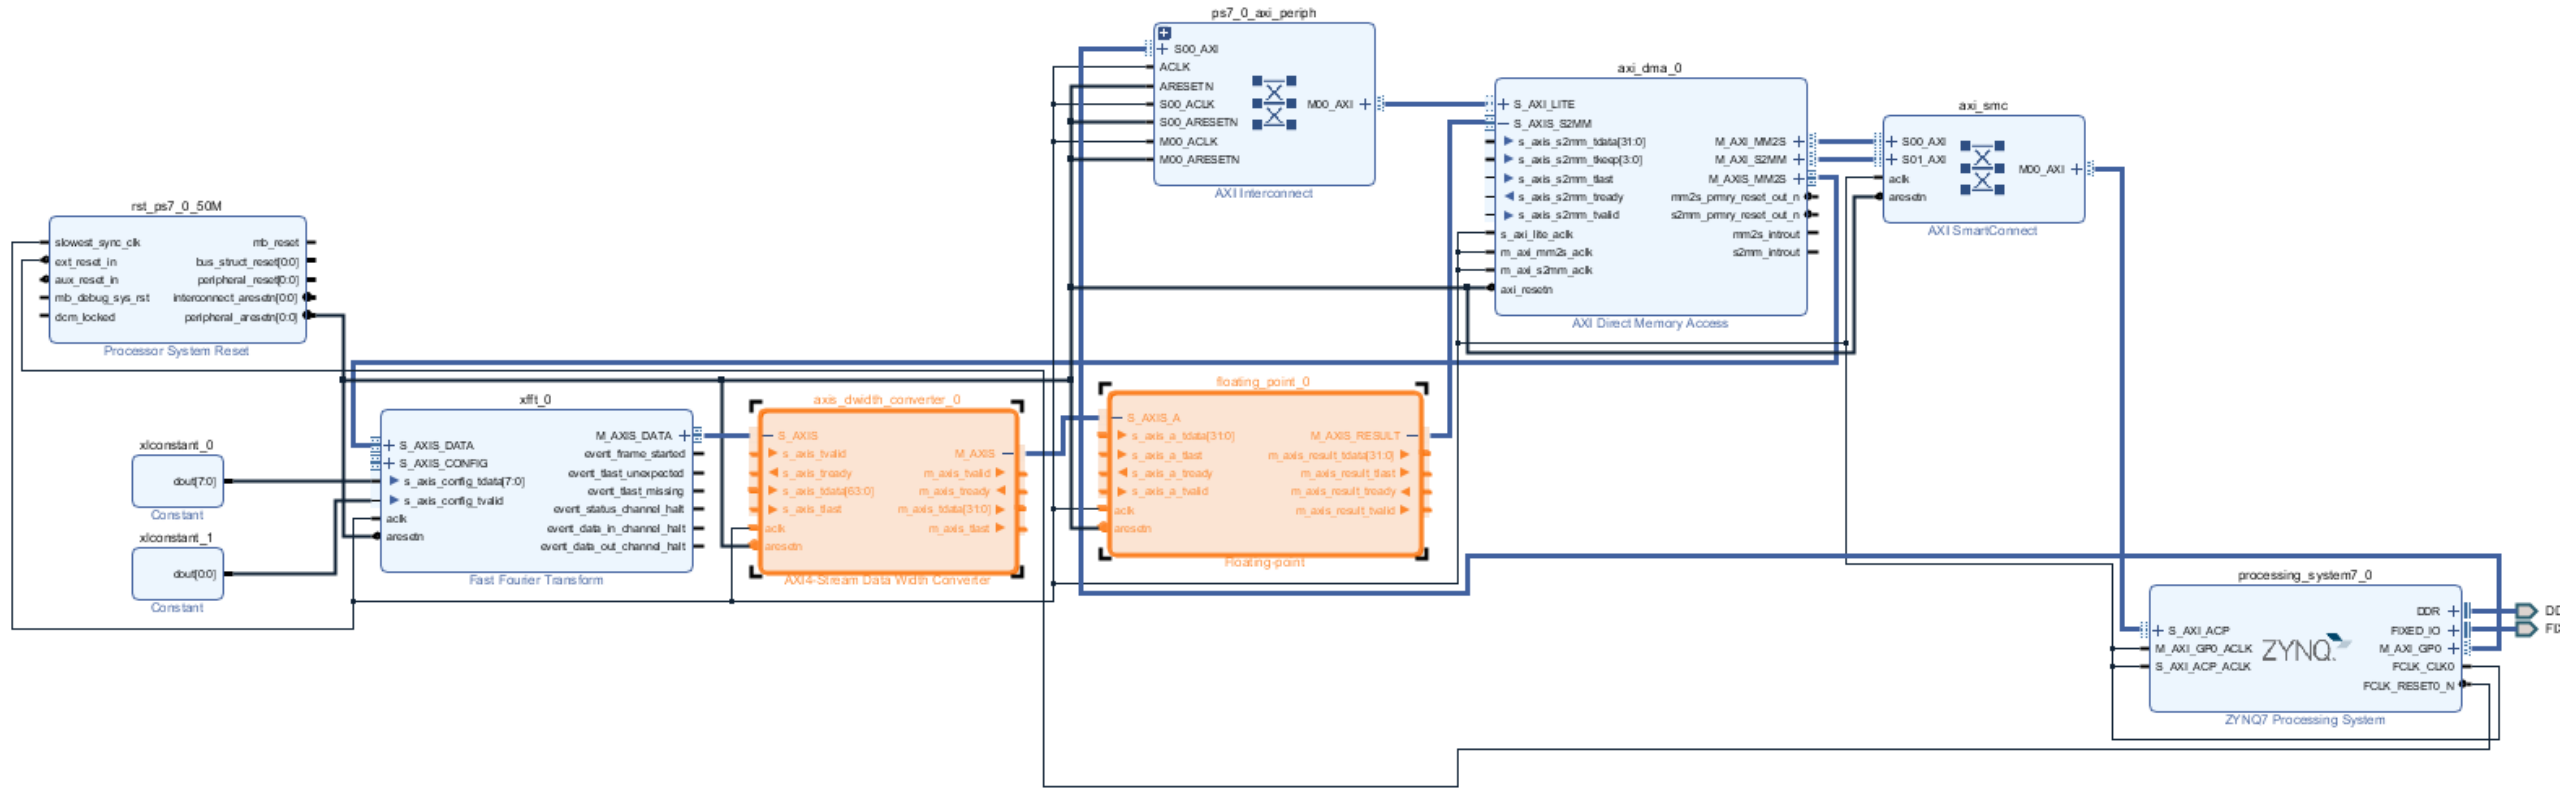 ps7_0_axi_periph
S00_AXI
ACLK
ARESETN
S00_ACLK
S00_ARESETN
M00_ACLK
M00_ARESETN
M00_AXI
AXI Interconnect
axi_dma_0
S_AXI_LITE
S_AXIS_S2MM
s_axis_s2mm_tdata[31:0]
s_axis_s2mm_tkeep[3:0]
s_axis_s2mm_tlast
s_axis_s2mm_tready
s_axis_s2mm_tvalid
s_axi_lite_aclk
m_axi_mm2s_aclk
m_axi_s2mm_aclk
axi_resetn
M_AXI_MM2S
M_AXI_S2MM
M_AXIS_MM2S
mm2s_prmry_reset_out_n
s2mm_prmry_reset_out_n
mm2s_introut
s2mm_introut
AXI Direct Memory Access
axi_smc
S00_AXI
S01_AXI
aclk
aresetn
M00_AXI
AXI SmartConnect
rst_ps7_0_50M
slowest_sync_clk
ext_reset_in
aux_reset_in
mb_debug_sys_rst
dcm_locked
mb_reset
bus_struct_reset[0:0]
peripheral_reset[0:0]
interconnect_aresetn[0:0]
peripheral_aresetn[0:0]
Processor System Reset
xlconstant_0
dout[7:0]
Constant
xlconstant_1
dout[0:0]
Constant
xfft_0
S_AXIS_DATA
S_AXIS_CONFIG
s_axis_config_tdata[7:0]
s_axis_config_tvalid
aclk
aresetn
M_AXIS_DATA
event_frame_started
event_tlast_unexpected
event_tlast_missing
event_status_channel_halt
event_data_in_channel_halt
event_data_out_channel_halt
Fast Fourier Transform
axis_dwidth_converter_0
S_AXIS
s_axis_tvalid
s_axis_tready
s_axis_tdata[63:0]
s_axis_tlast
aclk
aresetn
M_AXIS
m_axis_tvalid
m_axis_tready
m_axis_tdata[31:0]
m_axis_tlast
AXI4-Stream Data Width Converter
floating_point_0
S_AXIS_A
s_axis_a_tdata[31:0]
s_axis_a_tlast
s_axis_a_tready
s_axis_a_tvalid
aclk
aresetn
M_AXIS_RESULT
m_axis_result_tdata[31:0]
m_axis_result_tlast
m_axis_result_tready
m_axis_result_tvalid
Floating-point
processing_system7_0
S_AXI_ACP
M_AXI_GP0_ACLK
S_AXI_ACP_ACLK
ZYNQ
DDR
FIXED_IO
M_AXI_GP0
FCLK_CLK0
FCLK_RESET0_N
ZYNQ7 Processing System